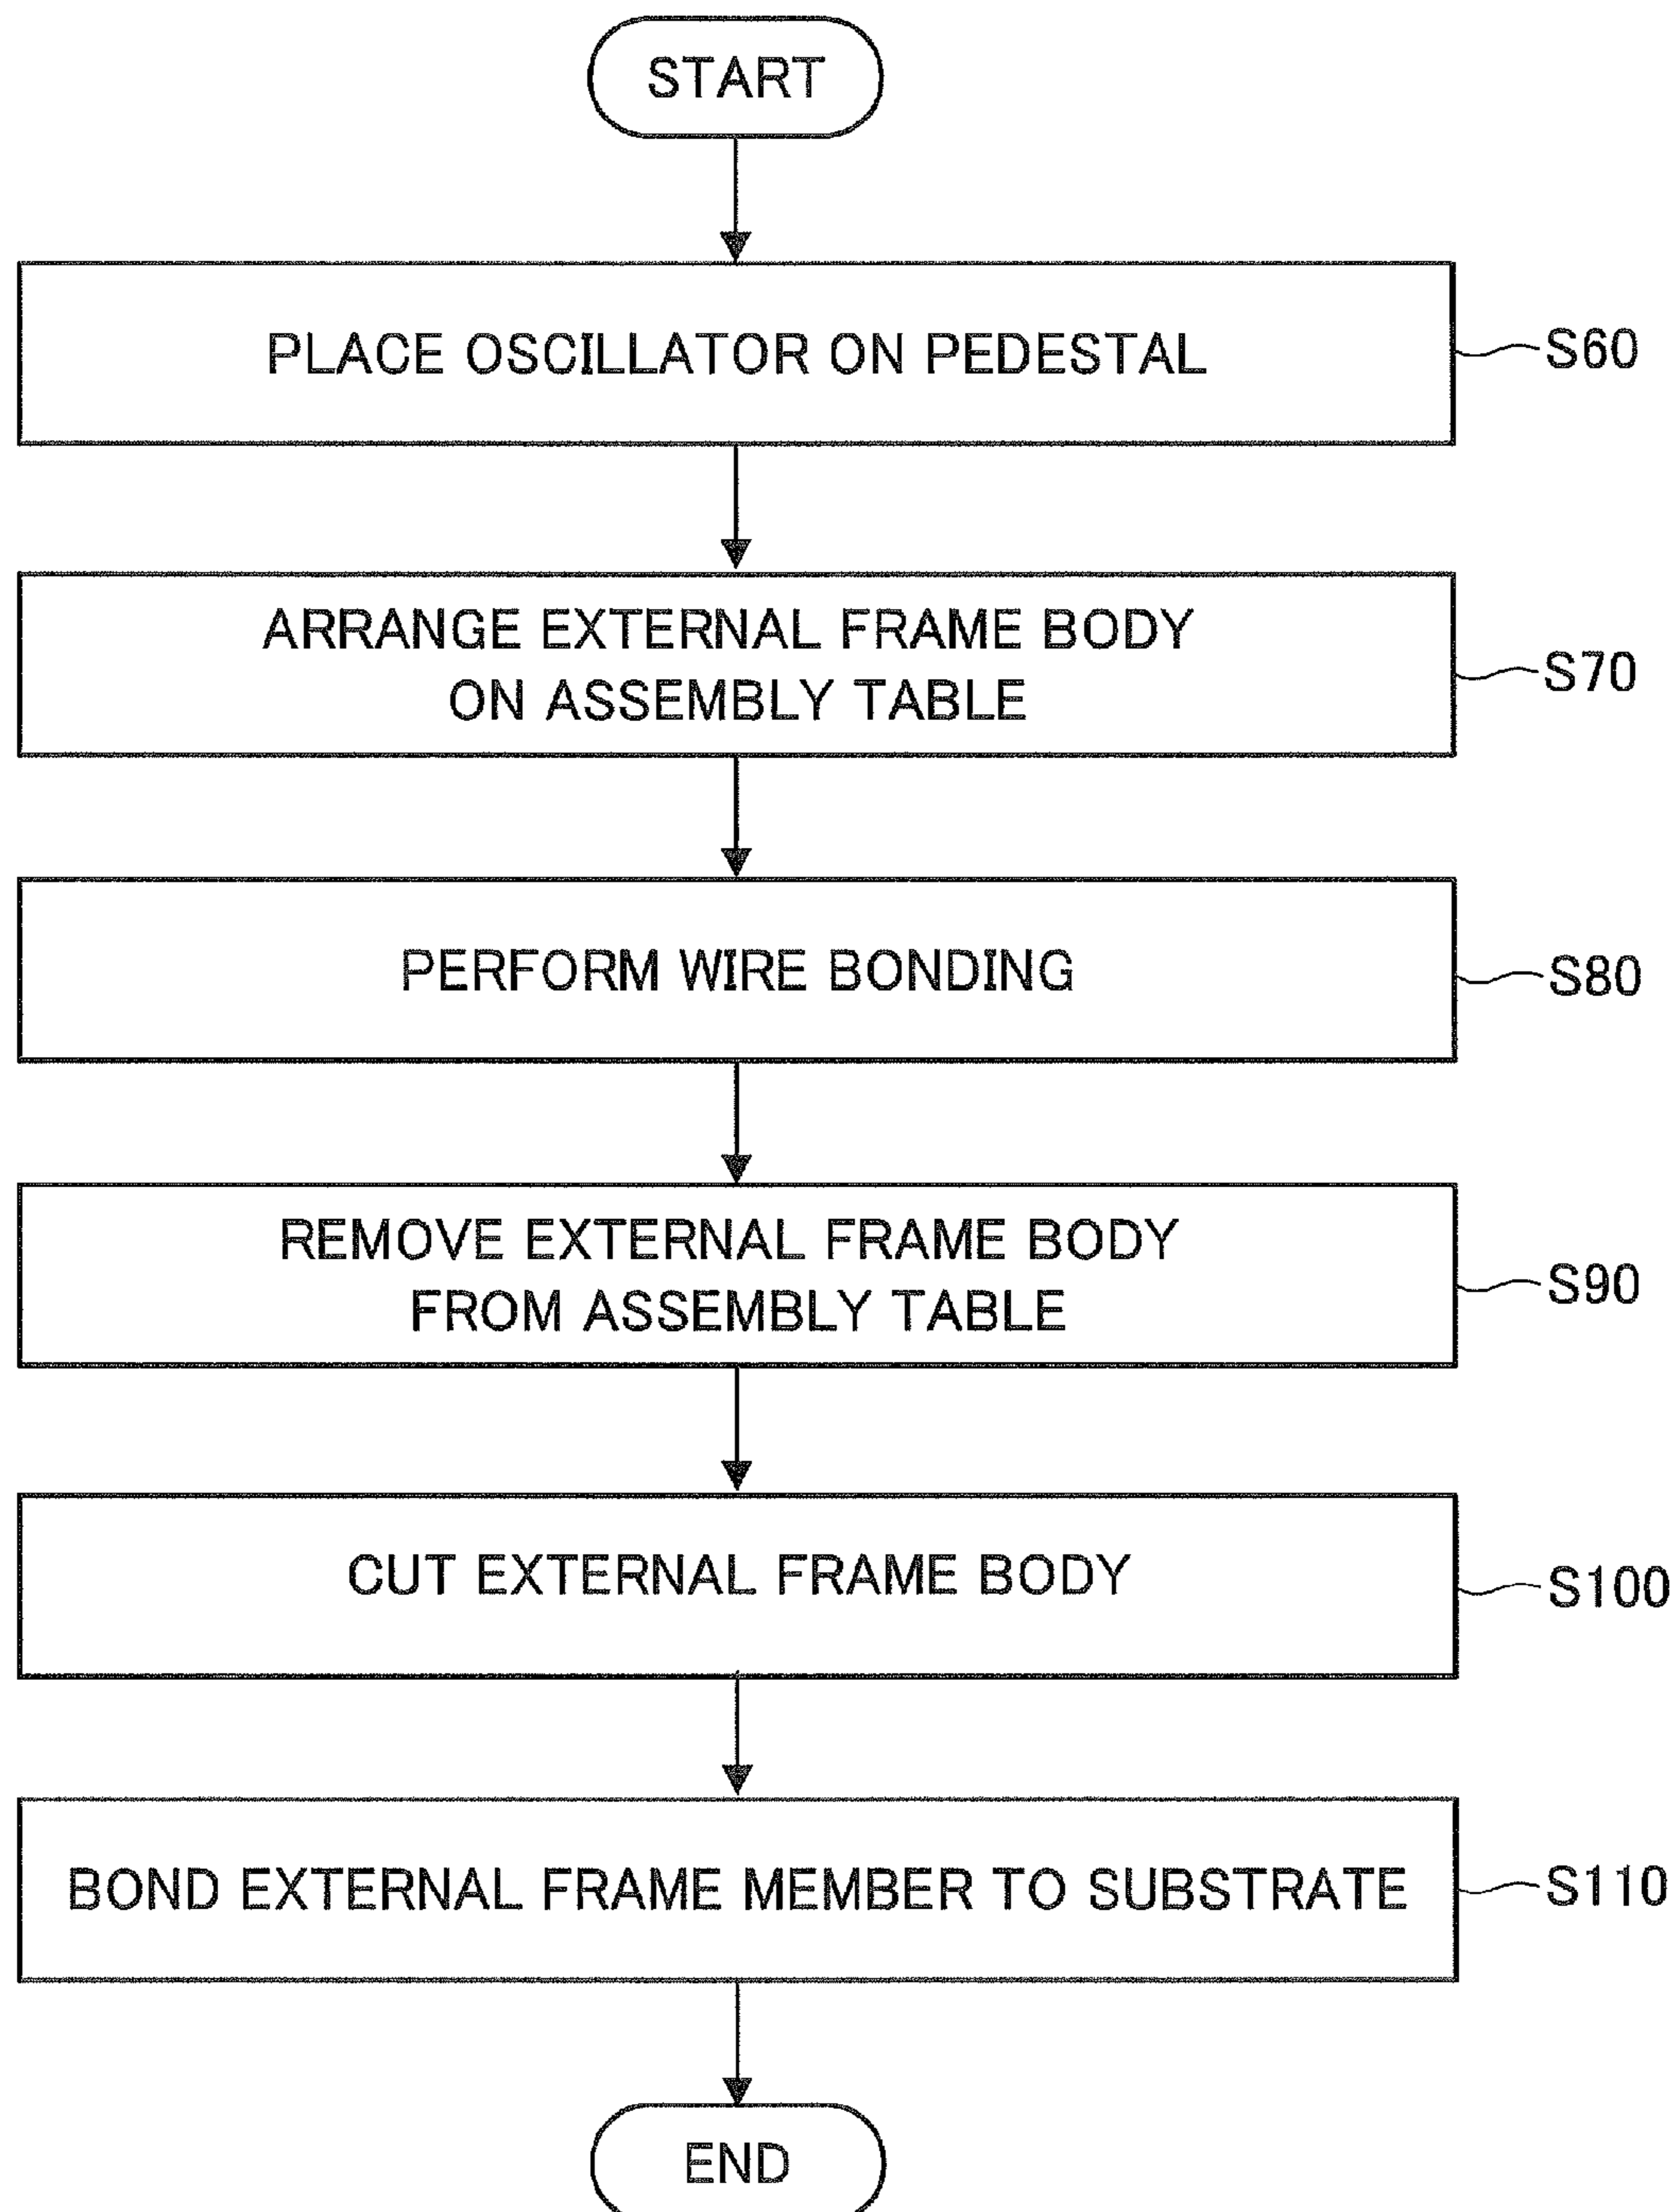 START
PLACE OSCILLATOR ON PEDESTAL
S60
ARRANGE EXTERNAL FRAME BODY
ON ASSEMBLY TABLE
S70
PERFORM WIRE BONDING
S80
REMOVE EXTERNAL FRAME BODY
FROM ASSEMBLY TABLE
S90
CUT EXTERNAL FRAME BODY
S100
BOND EXTERNAL FRAME MEMBER TO SUBSTRATE
S110
END